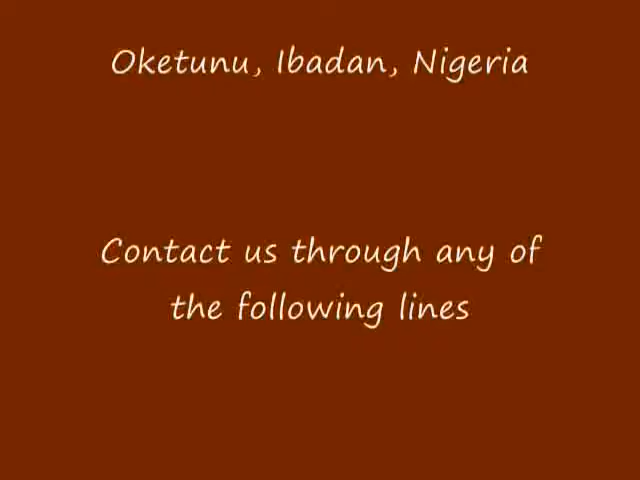 Oketunu, Ibadan, Nigeria
Contact us through any of
the following lines